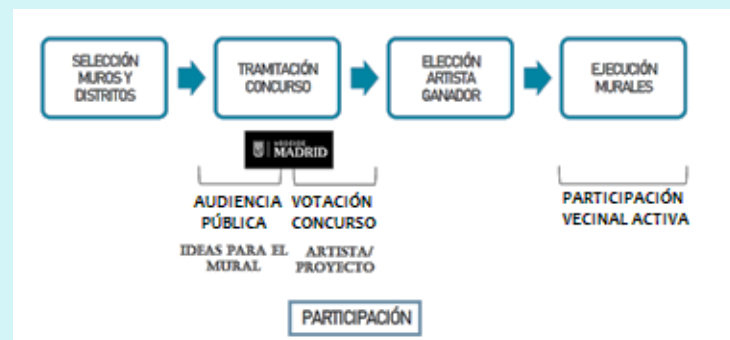 SELECCIÓN
MUROS Y
DISTRITOS
TRAMITACIÓN
CONCURSO
ELECCIÓN
ARTISTA
GANADOR
EJECUCIÓN
MURALES
MADRID
AUDIENCIA
PÚBLICA
IDEAS PARA EL
MURAL
VOTACIÓN
CONCURSO
ARTISTA/
PROYECTO
PARTICIPACIÓN
VECINAL ACTIVA
PARTICIPACIÓN